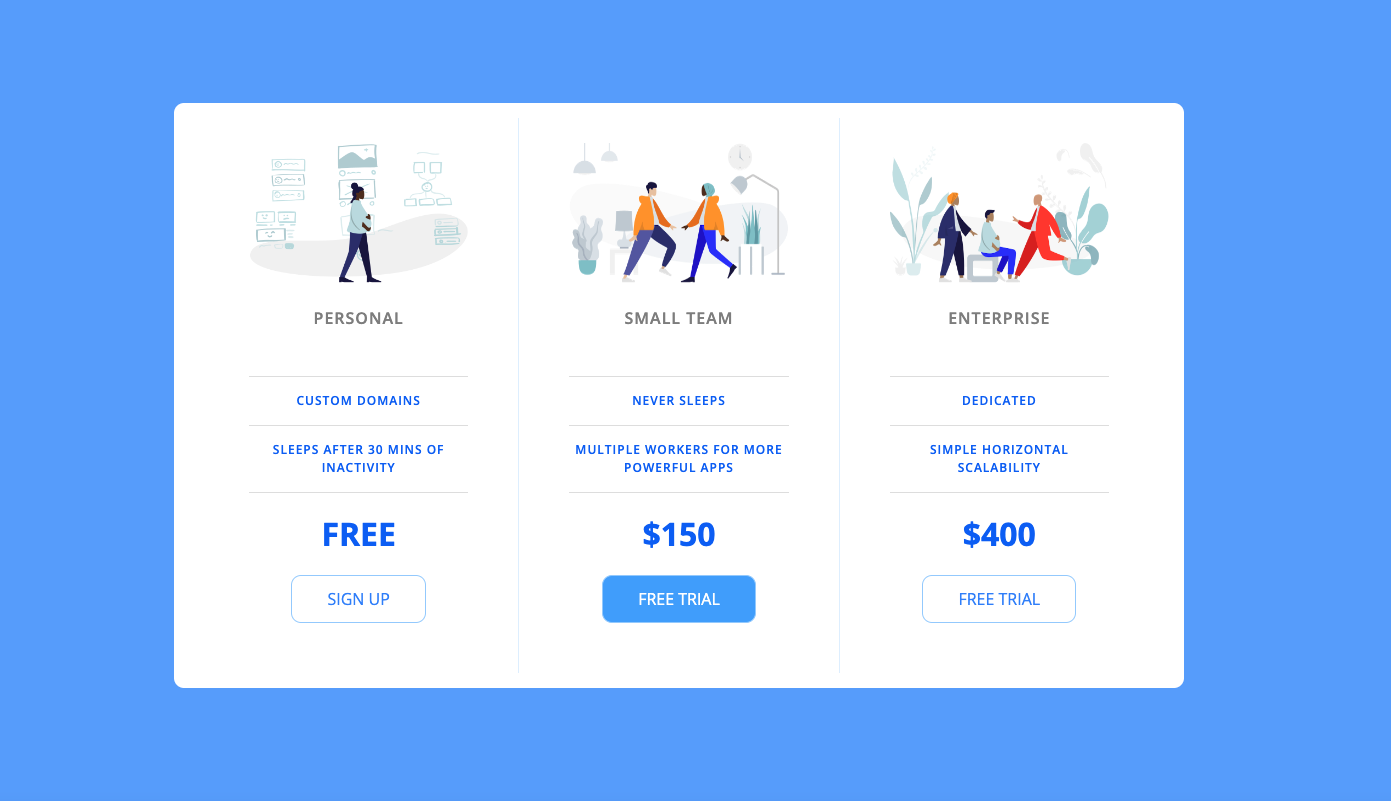 PERSONAL
CUSTOM DOMAINS
SLEEPS AFTER 30 MINS OF
INACTIVITY
FREE
SIGN UP
SMALL TEAM
NEVER SLEEPS
MULTIPLE WORKERS FOR MORE
POWERFUL APPS
$150
FREE TRIAL
ENTERPRISE
DEDICATED
SIMPLE HORIZONTAL
SCALABILITY
$400
FREE TRIAL